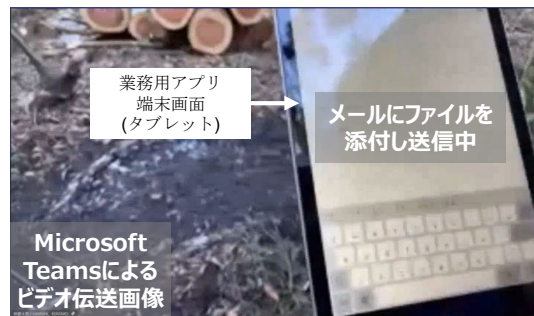 業務用アプリ
端末画面
(タブレット)
メールにファイルを
添付し送信中
Microsoft
Teamsによる
ビデオ伝送画像